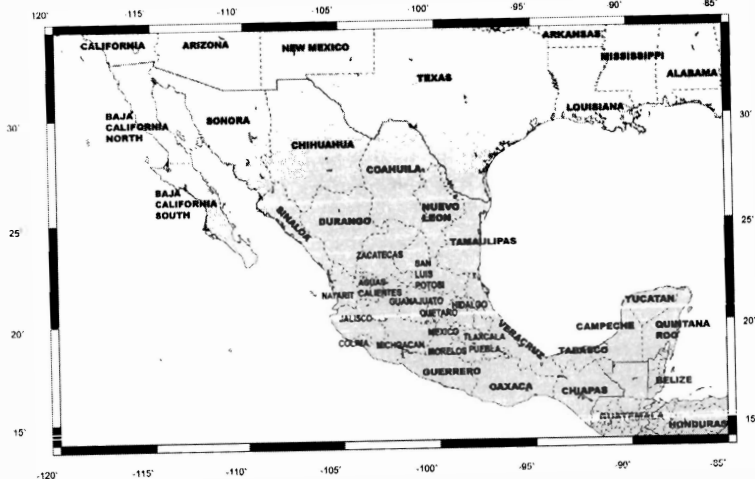 -120° -115° -110° -105° -100° -95° -90° -85°
CALIFORNIA ARIZONA NEW MEXICO TEXAS ARKANSAS MISSISSIPPI ALABAMA LOUISIANA
30° 30°
BAJA
CALIFORNIA
NORTH
SONORA
CHIHUAHUA
COAHUILA
BAJA
CALIFORNIA
SOUTH
SINALOA
DURANGO
NUEVO
LEON
TAMAULIPAS
25° 25°
ZACATECAS
SAN
LUIS
POTOSI
NAYARIT
AGUAS-
CALIENTES
GUANAJUATO
HIDALGO
QUETARO
JALISCO
20° 20°
COLIMA
MICHOACAN
MEXICO
MORELOS
TLAXCALA
PUEBLA
VERACRUZ
GUERRERO
OAXACA
TABASCO
CHIAPAS
CAMPECHE
YUCATAN
QUINTANA
ROO
BELIZE
GUATEMALA
HONDURAS
15° 15°
-120° -115° -110° -105° -100° -95° -90° -85°